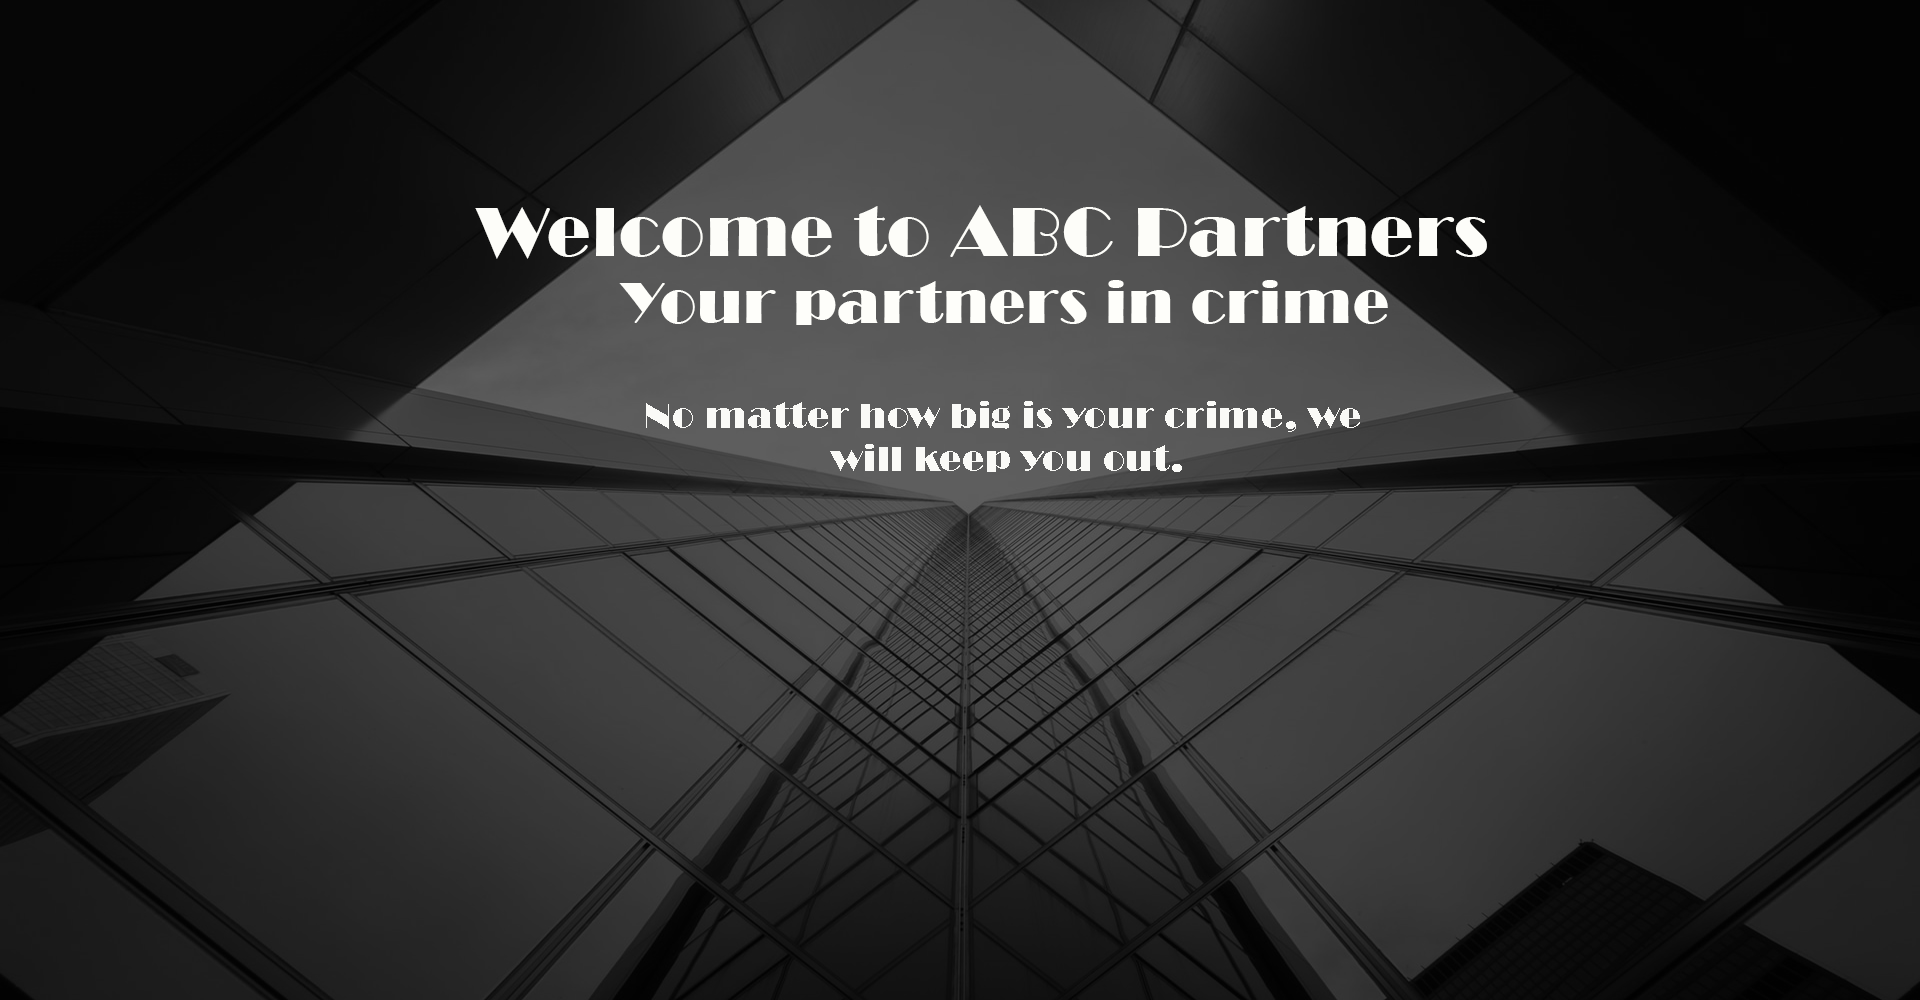 Welcome to ABC Partners
Your partners in crime
No matter how big is your crime, we
will keep you out.